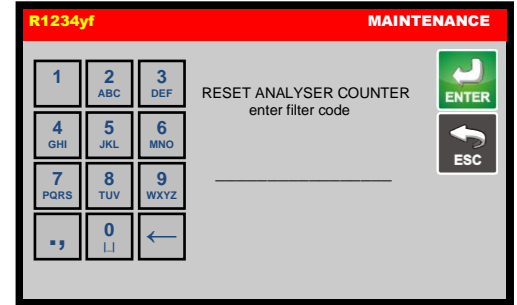 R1234yf MAINTENANCE
1 2 3
ABC DEF
RESET ANALYSER COUNTER
enter filter code
ENTER
4 5 6
GHI JKL MNO
ESC
7 8 9
PQRS TUV WXYZ
., 0 ←